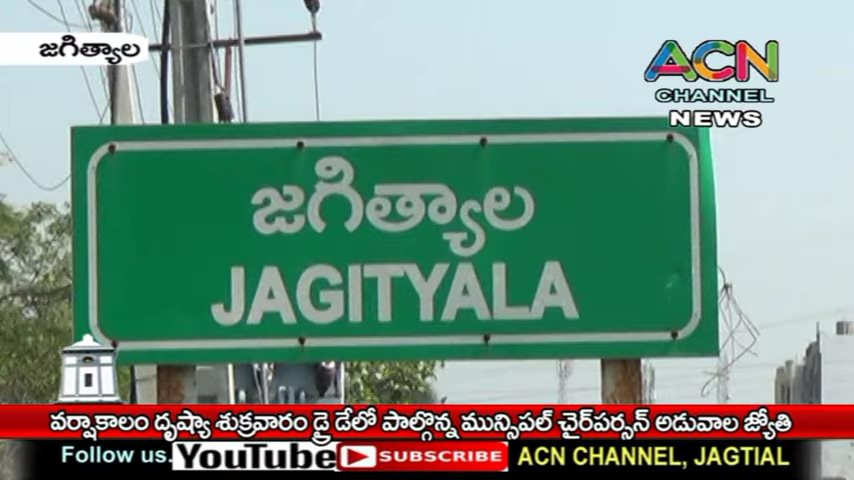 జగిత్యాల
ACN
CHANNEL
NEWS
జగిత్యాల
JAGITYALA
వర్షాకాలం దృష్యా శుక్రవారం డ్రై డేలో పాల్గొన్న మున్సిపల్ చైర్‌పర్సన్ అడువాల జ్యోతి
Follow us. YouTube SUBSCRIBE ACN CHANNEL, JAGTIAL